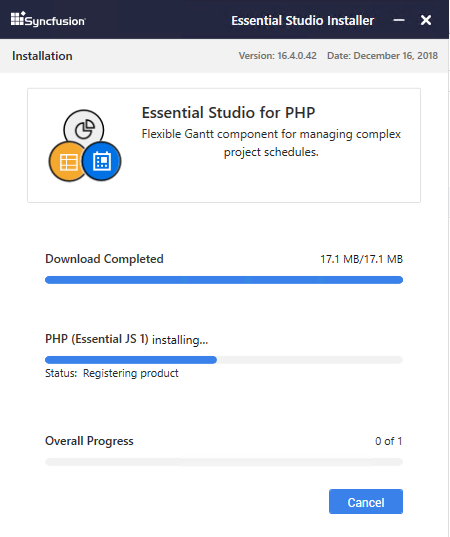 Syncfusion Essential Studio Installer
Installation Version: 16.4.0.42 Date: December 16, 2018
Essential Studio for PHP
Flexible Gantt component for managing complex
project schedules.
Download Completed 17.1 MB/17.1 MB
PHP (Essential JS 1) installing...
Status: Registering product
Overall Progress 0 of 1
Cancel